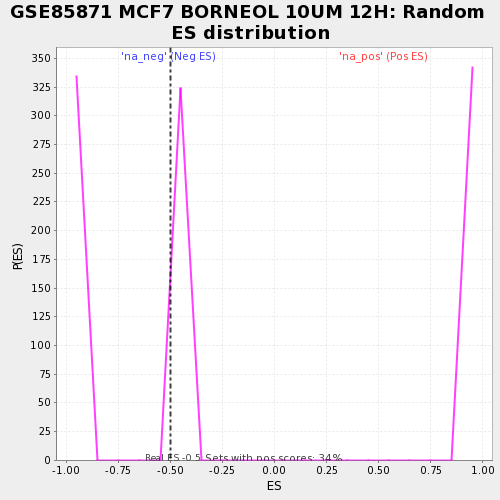 GSE85871 MCF7 BORNEOL 10UM 12H: Random
ES distribution
'na_neg' (Neg ES)
'na_pos' (Pos ES)
350
325
300
275
250
225
200
175
150
125
100
75
50
25
0
P(ES)
Real ES -0.5 Sets with pos scores: 34%
-1.00 -0.75 -0.50 -0.25 0.00 0.25 0.50 0.75 1.00
ES